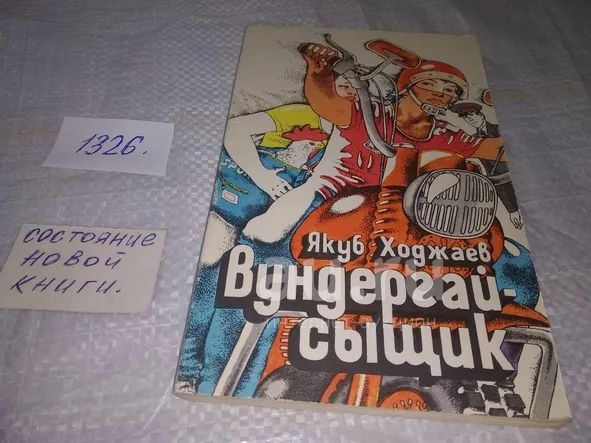 1326.
СОСТОЯНИЕ
НОВОЙ
КНИГИ.
Якуб Ходжаев
Вундергай-
сыщик